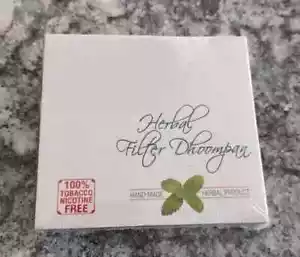 Herbal
Filter Dhoompan
100%
TOBACCO
NICOTINE
FREE
HAND MADE
HERBAL PRODUCT